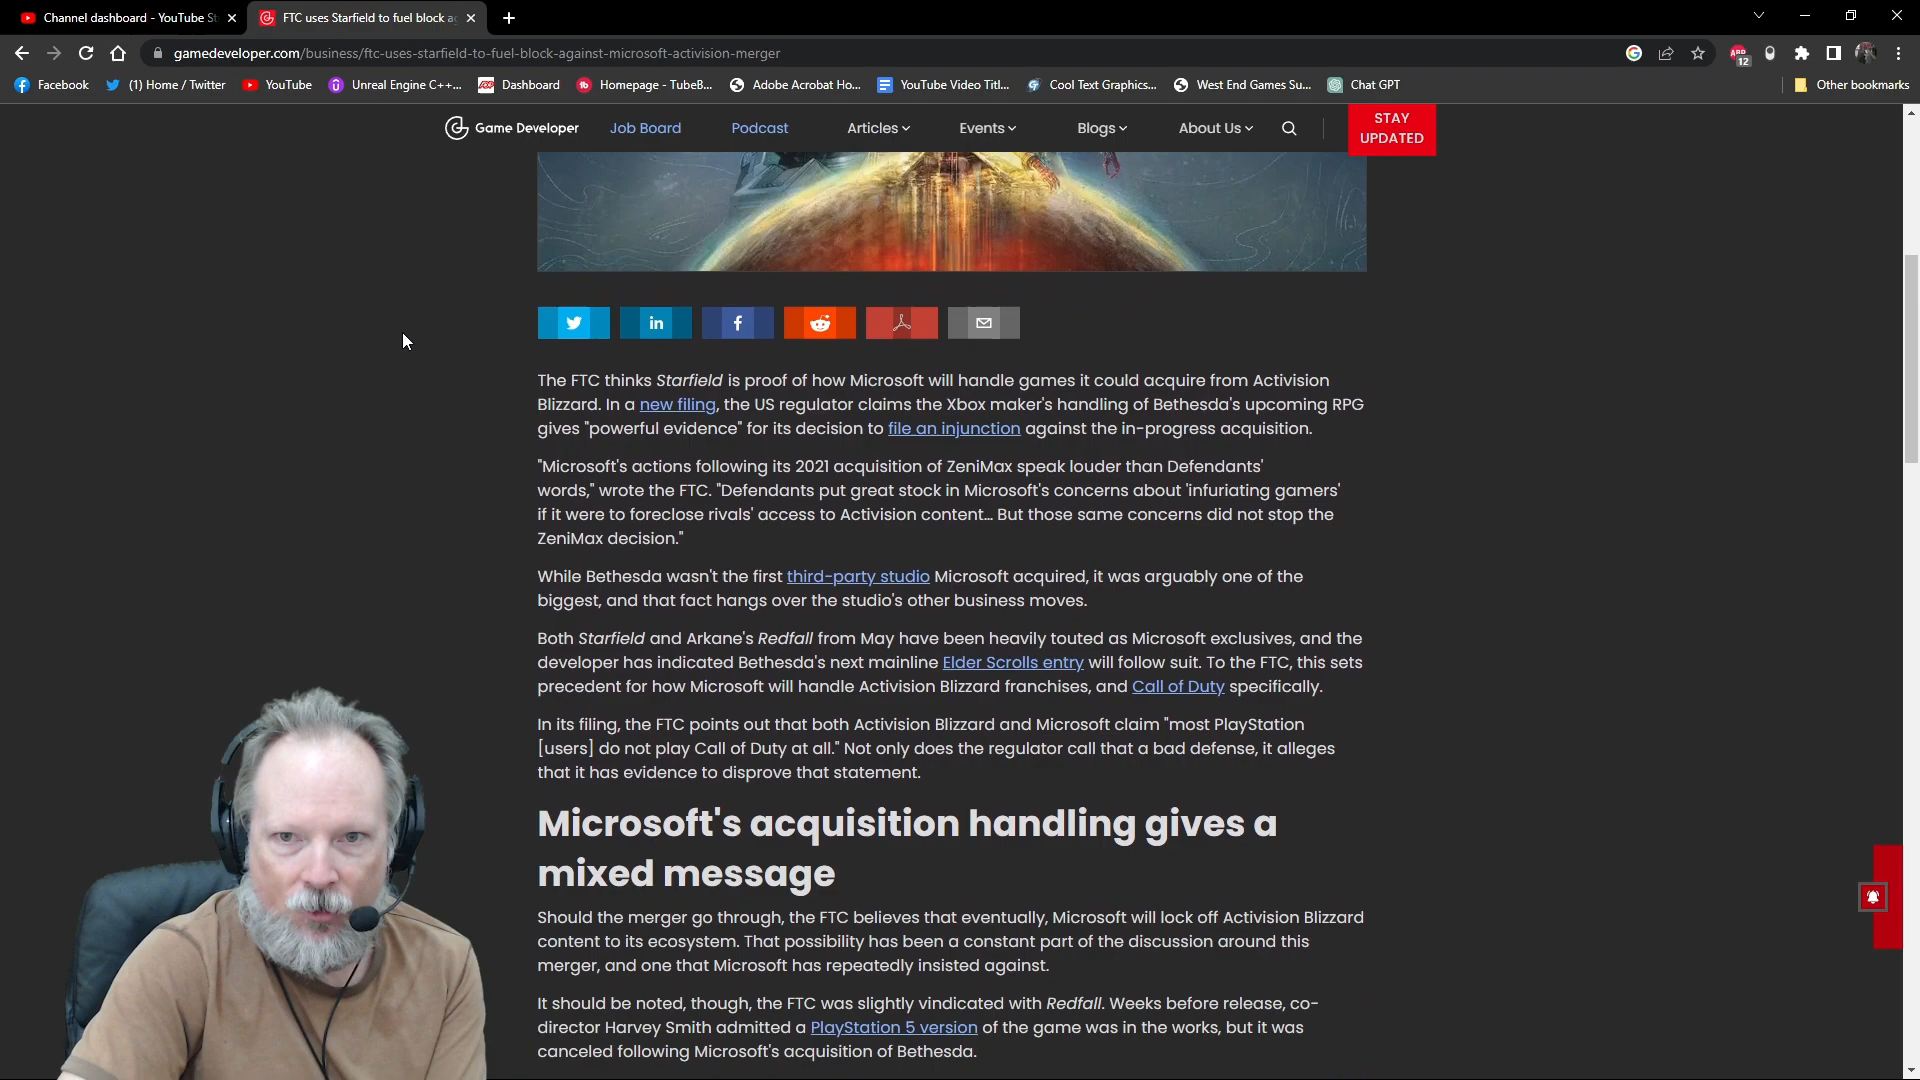 Channel dashboard - YouTube St
FTC uses Starfield to fuel block ag
gamedeveloper.com/business/ftc-uses-starfield-to-fuel-block-against-microsoft-activision-merger
ABP
12
Facebook
(1) Home / Twitter
YouTube
Unreal Engine C++...
Dashboard
Homepage - TubeB...
Adobe Acrobat Ho...
YouTube Video Titl...
Cool Text Graphics...
West End Games Su...
Chat GPT
Other bookmarks
Game Developer
Job Board
Podcast
Articles
Events
Blogs
About Us
STAY
UPDATED
The FTC thinks Starfield is proof of how Microsoft will handle games it could acquire from Activision
Blizzard. In a new filing, the US regulator claims the Xbox maker's handling of Bethesda's upcoming RPG
gives "powerful evidence" for its decision to file an injunction against the in-progress acquisition.
"Microsoft's actions following its 2021 acquisition of ZeniMax speak louder than Defendants'
words," wrote the FTC. "Defendants put great stock in Microsoft's concerns about 'infuriating gamers'
if it were to foreclose rivals' access to Activision content... But those same concerns did not stop the
ZeniMax decision."
While Bethesda wasn't the first third-party studio Microsoft acquired, it was arguably one of the
biggest, and that fact hangs over the studio's other business moves.
Both Starfield and Arkane's Redfall from May have been heavily touted as Microsoft exclusives, and the
developer has indicated Bethesda's next mainline Elder Scrolls entry will follow suit. To the FTC, this sets
precedent for how Microsoft will handle Activision Blizzard franchises, and Call of Duty specifically.
In its filing, the FTC points out that both Activision Blizzard and Microsoft claim "most PlayStation
[users] do not play Call of Duty at all." Not only does the regulator call that a bad defense, it alleges
that it has evidence to disprove that statement.
Microsoft's acquisition handling gives a
mixed message
Should the merger go through, the FTC believes that eventually, Microsoft will lock off Activision Blizzard
content to its ecosystem. That possibility has been a constant part of the discussion around this
merger, and one that Microsoft has repeatedly insisted against.
It should be noted, though, the FTC was slightly vindicated with Redfall. Weeks before release, co-
director Harvey Smith admitted a PlayStation 5 version of the game was in the works, but it was
canceled following Microsoft's acquisition of Bethesda.